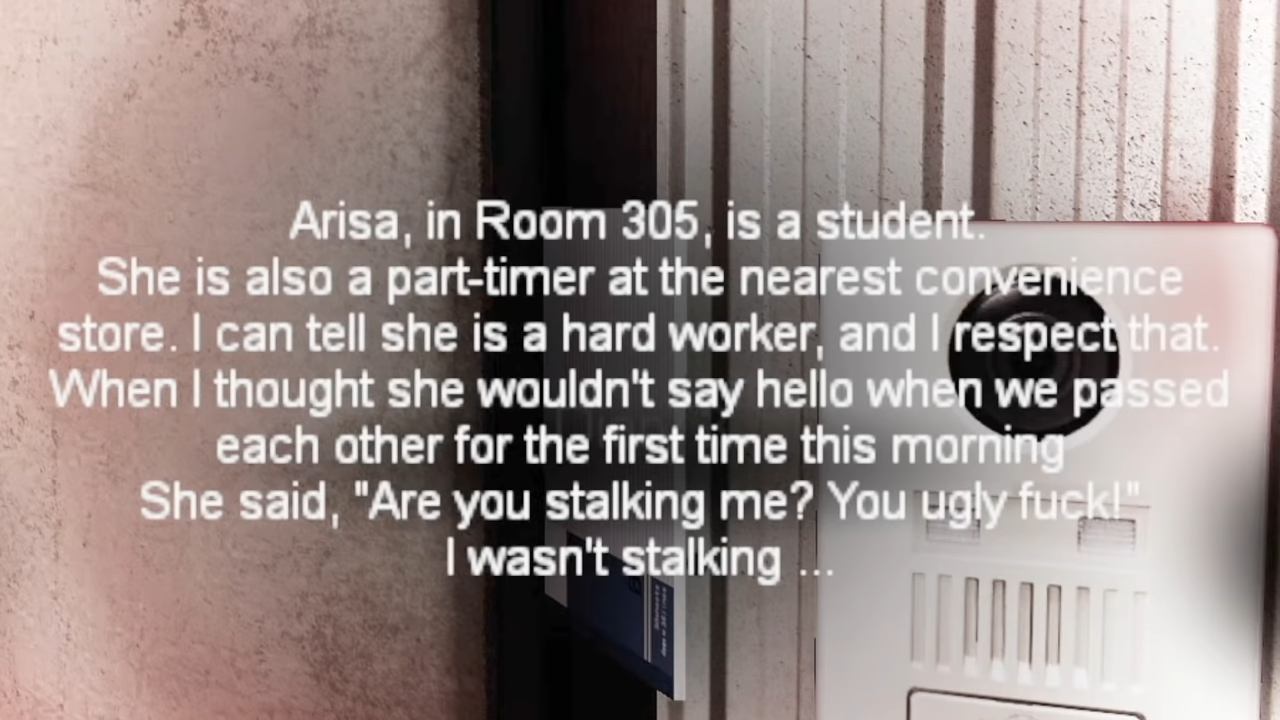 Arisa, in Room 305, is a student.
She is also a part-timer at the nearest convenience
store. I can tell she is a hard worker, and I respect that.
When I thought she wouldn't say hello when we passed
each other for the first time this morning
She said, "Are you stalking me? You ugly fuck!"
I wasn't stalking ...